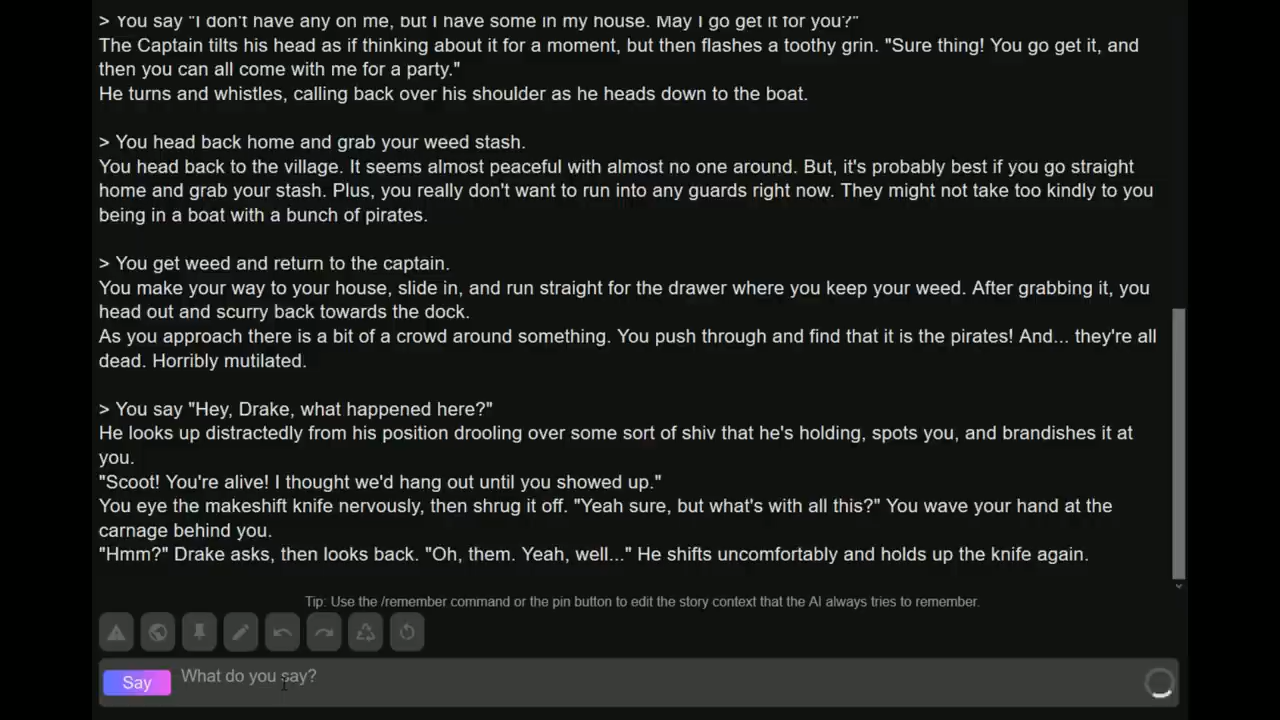 > You say "I don't have any on me, but I have some in my house. May I go get it for you?"
The Captain tilts his head as if thinking about it for a moment, but then flashes a toothy grin. "Sure thing! You go get it, and
then you can all come with me for a party."
He turns and whistles, calling back over his shoulder as he heads down to the boat.
> You head back home and grab your weed stash.
You head back to the village. It seems almost peaceful with almost no one around. But, it's probably best if you go straight
home and grab your stash. Plus, you really don't want to run into any guards right now. They might not take too kindly to you
being in a boat with a bunch of pirates.
> You get weed and return to the captain.
You make your way to your house, slide in, and run straight for the drawer where you keep your weed. After grabbing it, you
head out and scurry back towards the dock.
As you approach there is a bit of a crowd around something. You push through and find that it is the pirates! And... they're all
dead. Horribly mutilated.
> You say "Hey, Drake, what happened here?"
He looks up distractedly from his position drooling over some sort of shiv that he's holding, spots you, and brandishes it at
you.
"Scoot! You're alive! I thought we'd hang out until you showed up."
You eye the makeshift knife nervously, then shrug it off. "Yeah sure, but what's with all this?" You wave your hand at the
carnage behind you.
"Hmm?" Drake asks, then looks back. "Oh, them. Yeah, well..." He shifts uncomfortably and holds up the knife again.
Tip: Use the /remember command or the pin button to edit the story context that the AI always tries to remember.
Say What do you say?